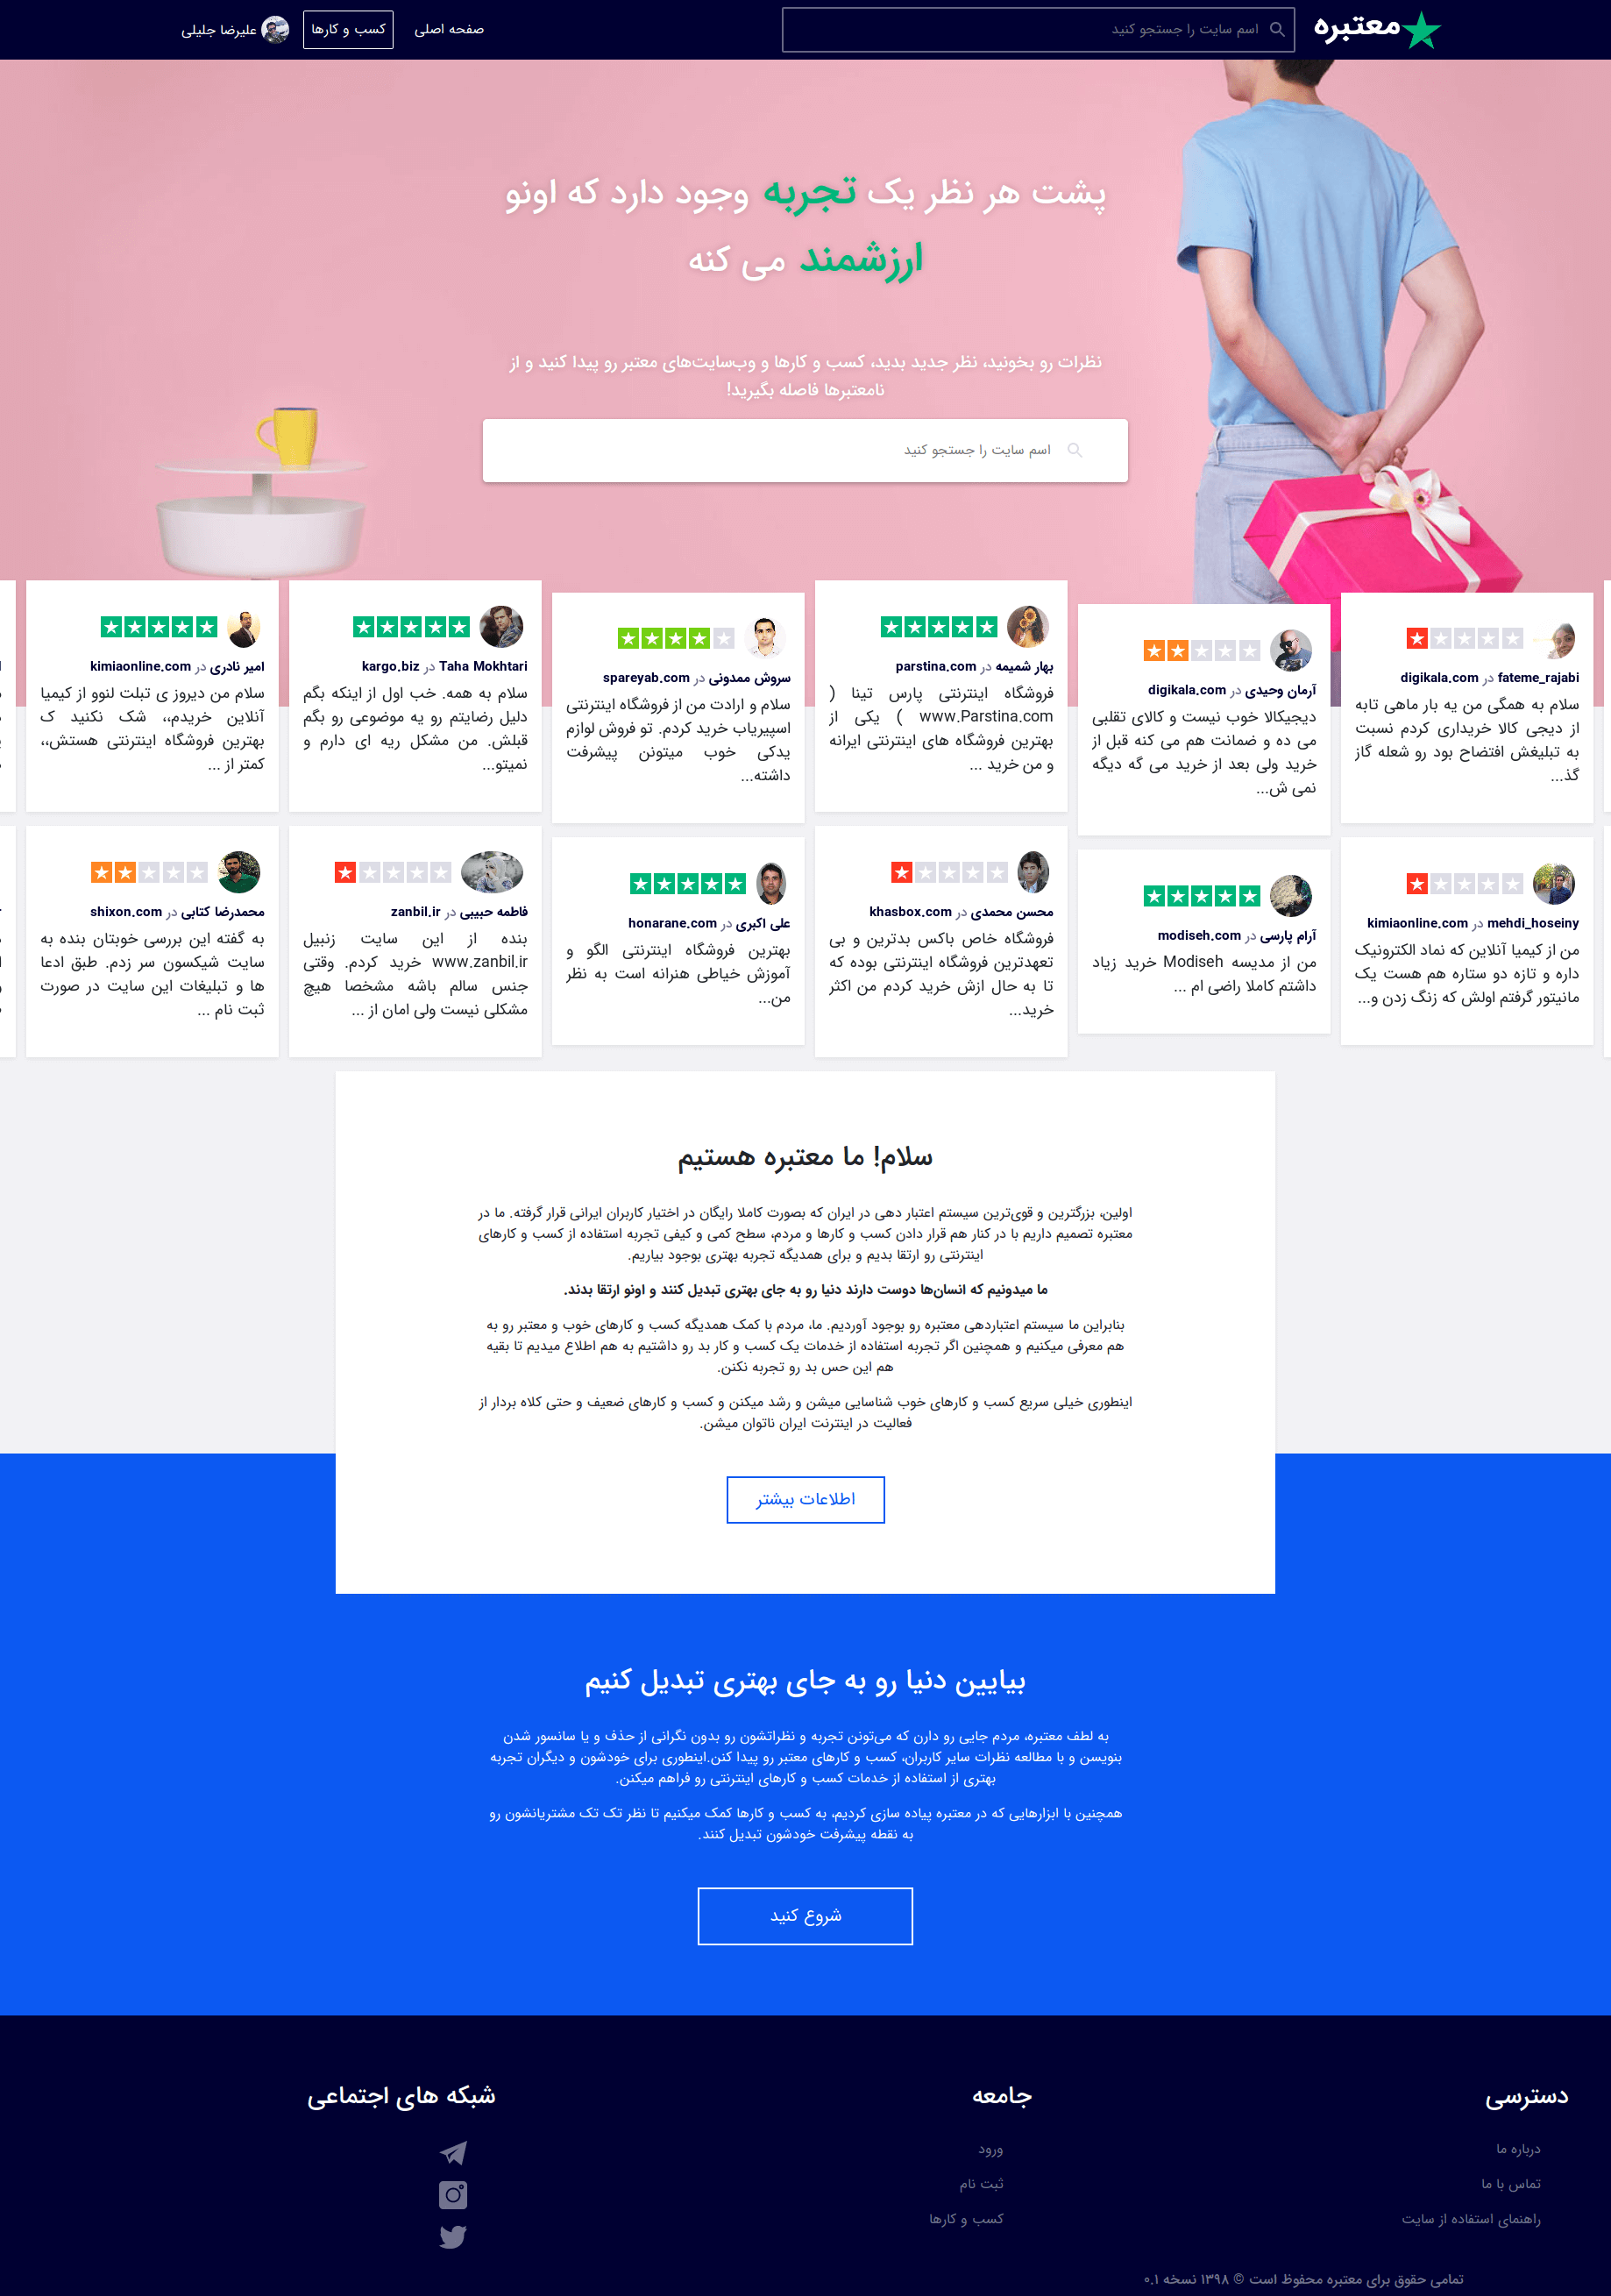 معتبره
اسم سایت را جستجو کنید
صفحه اصلی
کسب و کارها
علیرضا جلیلی
پشت هر نظر یک تجربه وجود دارد که اونو
ارزشمند می کنه
نظرات رو بخونید، نظر جدید بدید، کسب و کارها و وب‌سایت‌های معتبر رو پیدا کنید و از
نامعتبرها فاصله بگیرید!
اسم سایت را جستجو کنید
fateme_rajabi در digikala.com
سلام به همگی من یه بار ماهی تابه
از دیجی کالا خریداری کردم نسبت
به تبلیغش افتضاح بود رو شعله گاز
گذ...
آرمان وحیدی در digikala.com
دیجیکالا خوب نیست و کالای تقلبی
می ده و ضمانت هم می کنه قبل از
خرید ولی بعد از خرید می گه دیگه
نمی ش...
بهار شمیمه در parstina.com
فروشگاه اینترنتی پارس تینا (
www.Parstina.com ) یکی از
بهترین فروشگاه های اینترنتی ایرانه
و من خرید ...
سروش ممدونی در spareyab.com
سلام و ارادت من از فروشگاه اینترنتی
اسپیریاب خرید کردم. تو فروش لوازم
یدکی خوب میتونن پیشرفت
داشته...
Taha Mokhtari در kargo.biz
سلام به همه. خب اول از اینکه بگم
دلیل رضایتم رو یه موضوعی رو بگم
قبلش. من مشکل ریه ای دارم و
نمیتو...
امیر نادری در kimiaonline.com
سلام من دیروز ی تبلت لنوو از کیمیا
آنلاین خریدم،، شک نکنید ک
بهترین فروشگاه اینترنتی هستش،،
کمتر از ...
mehdi_hoseiny در kimiaonline.com
من از کیمیا آنلاین که نماد الکترونیک
داره و تازه دو ستاره هم هست یک
مانیتور گرفتم اولش که زنگ زدن و...
آرام پارسی در modiseh.com
من از مدیسه Modiseh خرید زیاد
داشتم کاملا راضی ام ...
محسن محمدی در khasbox.com
فروشگاه خاص باکس بدترین و بی
تعهدترین فروشگاه اینترنتی بوده که
تا به حال ازش خرید کردم من اکثر
خرید...
علی اکبری در honarane.com
بهترین فروشگاه اینترنتی الگو و
آموزش خیاطی هنرانه است به نظر
من...
فاطمه حبیبی در zanbil.ir
بنده از این سایت زنبیل
www.zanbil.ir خرید کردم. وقتی
جنس سالم باشه مشخصا هیچ
مشکلی نیست ولی امان از ...
محمدرضا کتابی در shixon.com
به گفته این بررسی خوبتان بنده به
سایت شیکسون سر زدم. طبق ادعا
ها و تبلیغات این سایت در صورت
ثبت نام ...
سلام! ما معتبره هستیم
اولین، بزرگترین و قوی‌ترین سیستم اعتبار دهی در ایران که بصورت کاملا رایگان در اختیار کاربران ایرانی قرار گرفته. ما در
معتبره تصمیم داریم با در کنار هم قرار دادن کسب و کارها و مردم، سطح کمی و کیفی تجربه استفاده از کسب و کارهای
اینترنتی رو ارتقا بدیم و برای همدیگه تجربه بهتری بوجود بیاریم.
ما میدونیم که انسان‌ها دوست دارند دنیا رو به جای بهتری تبدیل کنند و اونو ارتقا بدند.
بنابراین ما سیستم اعتباردهی معتبره رو بوجود آوردیم. ما، مردم با کمک همدیگه کسب و کارهای خوب و معتبر رو به
هم معرفی میکنیم و همچنین اگر تجربه استفاده از خدمات یک کسب و کار بد رو داشتیم به هم اطلاع میدیم تا بقیه
هم این حس بد رو تجربه نکنن.
اینطوری خیلی سریع کسب و کارهای خوب شناسایی میشن و رشد میکنن و کسب و کارهای ضعیف و حتی کلاه بردار از
فعالیت در اینترنت ایران ناتوان میشن.
اطلاعات بیشتر
بیایین دنیا رو به جای بهتری تبدیل کنیم
به لطف معتبره، مردم جایی رو دارن که می‌تونن تجربه و نظراتشون رو بدون نگرانی از حذف و یا سانسور شدن
بنویسن و با مطالعه نظرات سایر کاربران، کسب و کارهای معتبر رو پیدا کنن.اینطوری برای خودشون و دیگران تجربه
بهتری از استفاده از خدمات کسب و کارهای اینترنتی رو فراهم میکنن.
همچنین با ابزارهایی که در معتبره پیاده سازی کردیم، به کسب و کارها کمک میکنیم تا نظر تک تک مشتریانشون رو
به نقطه پیشرفت خودشون تبدیل کنند.
شروع کنید
دسترسی
درباره ما
تماس با ما
راهنمای استفاده از سایت
جامعه
ورود
ثبت نام
کسب و کارها
شبکه های اجتماعی
تمامی حقوق برای معتبره محفوظ است © ۱۳۹۸ نسخه ۰.۱